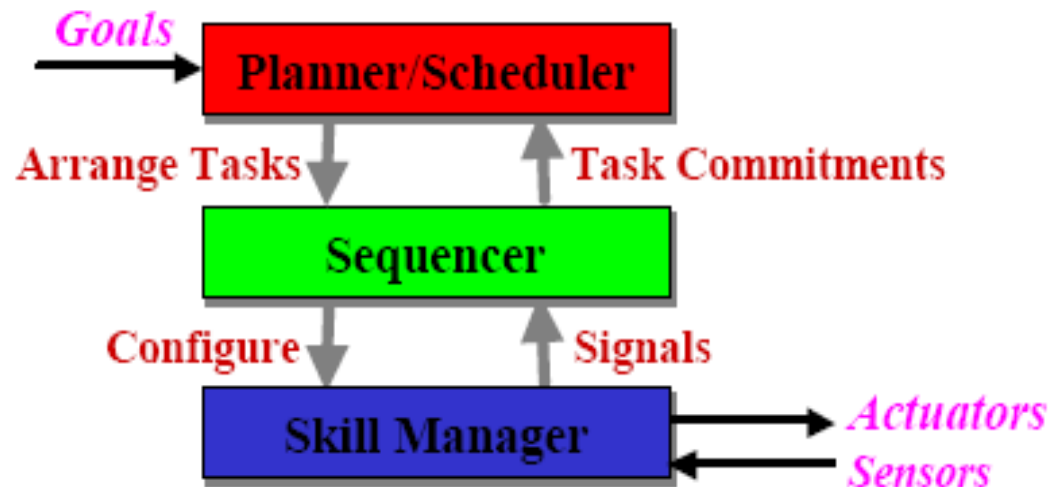 Goals
Planner/Scheduler
Arrange Tasks
Task Commitments
Sequencer
Configure
Signals
Skill Manager
Actuators
Sensors